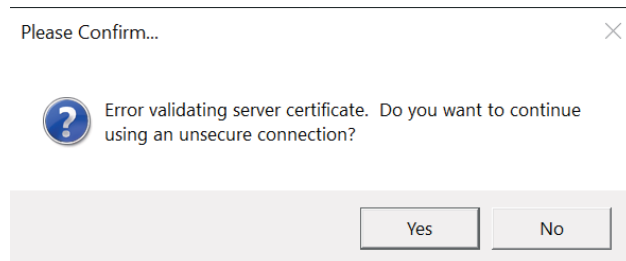 Please Confirm...
Error validating server certificate.  Do you want to continue
using an unsecure connection?
Yes
No